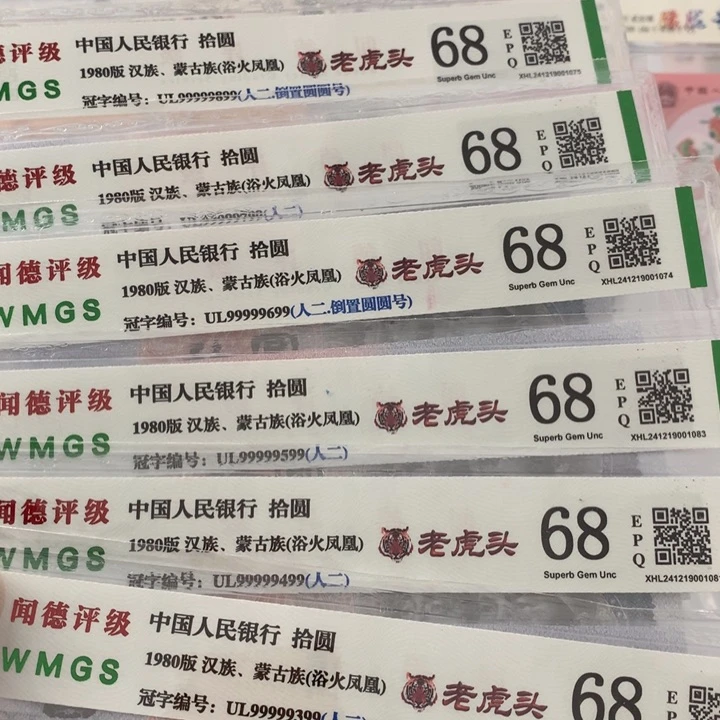 德评级 中国人民银行 拾圆 老虎头 68 EPQ
MGS 1980版 汉族、蒙古族(浴火凤凰) Superb Gem Unc XHL241219001075
冠字编号：UL99999899(人二.倒置圆圆号)
德评级 中国人民银行 拾圆 老虎头 68 EPQ
WMGS 1980版 汉族、蒙古族(浴火凤凰)
冠字编号：UL99999799(人二)
闻德评级 中国人民银行 拾圆 老虎头 68 EPQ
WMGS 1980版 汉族、蒙古族(浴火凤凰) Superb Gem Unc XHL241219001074
冠字编号：UL99999699(人二.倒置圆圆号)
闻德评级 中国人民银行 拾圆 老虎头 68 EPQ
WMGS 1980版 汉族、蒙古族(浴火凤凰) Superb Gem Unc XHL241219001083
冠字编号：UL99999599(人二)
闻德评级 中国人民银行 拾圆 老虎头 68 EPQ
WMGS 1980版 汉族、蒙古族(浴火凤凰) Superb Gem Unc
冠字编号：UL99999499(人二)
闻德评级 中国人民银行 拾圆 老虎头 68
WMGS 1980版 汉族、蒙古族(浴火凤凰)
冠字编号：UL99999399(人二)